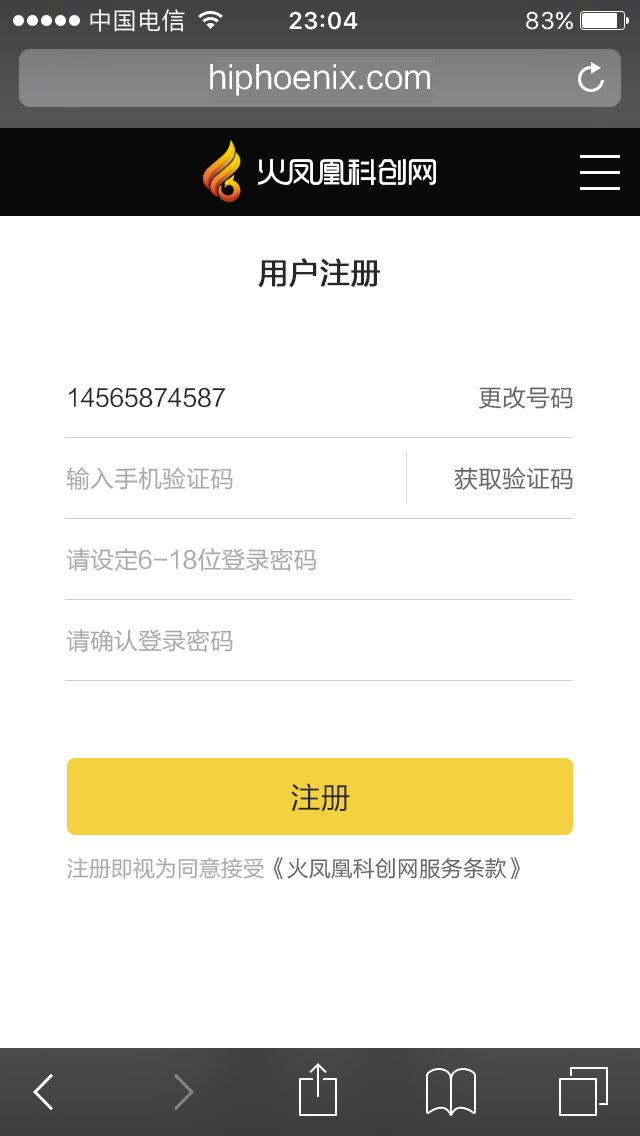 中国电信 23:04 83%
hiphoenix.com
火凤凰科创网
用户注册
14565874587 更改号码
输入手机验证码 获取验证码
请设定6-18位登录密码
请确认登录密码
注册
注册即视为同意接受《火凤凰科创网服务条款》